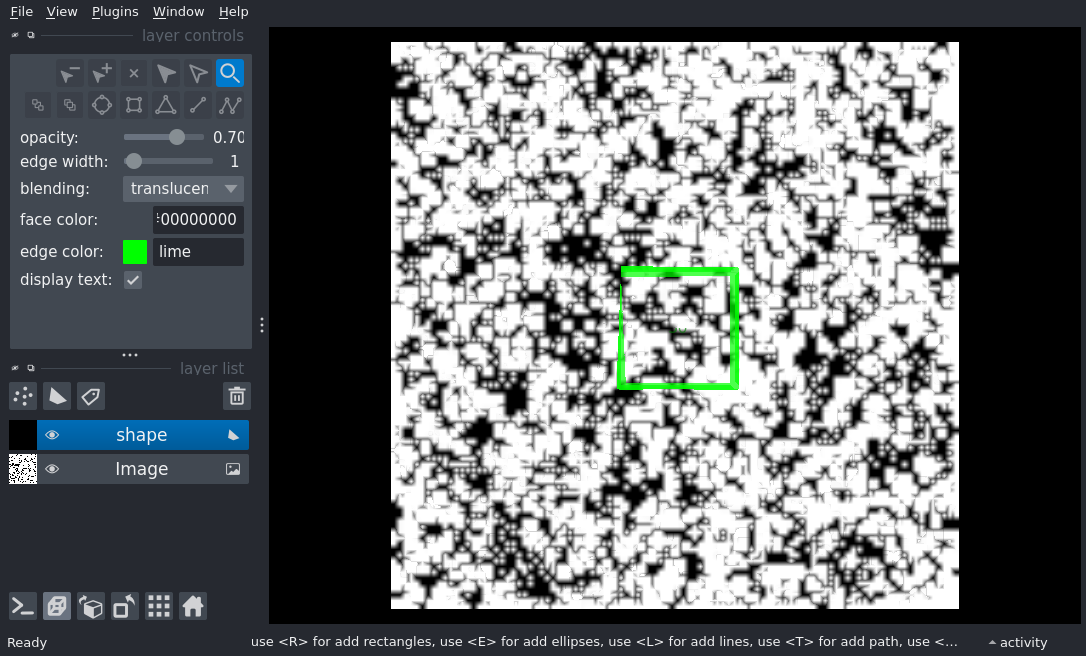 File View Plugins Window Help
layer controls
opacity: 0.70
edge width: 1
blending: translucen
face color: 00000000
edge color: lime
display text:
layer list
shape
Image
Ready use <R> for add rectangles, use <E> for add ellipses, use <L> for add lines, use <T> for add path, use <... activity